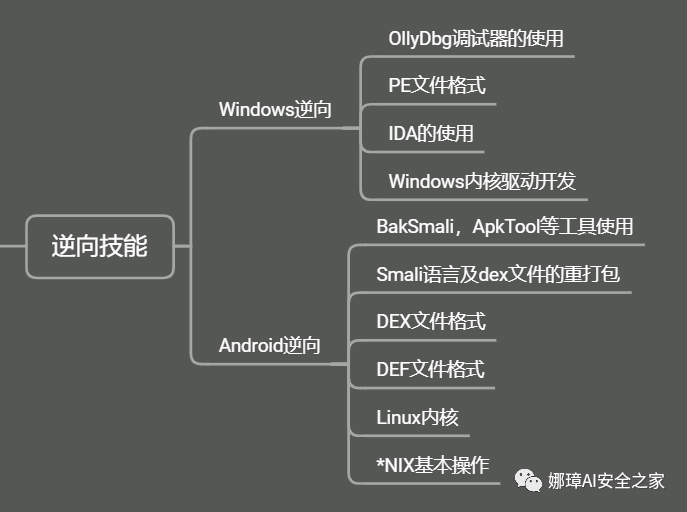 OllyDbg调试器的使用
PE文件格式
Windows逆向
IDA的使用
Windows内核驱动开发
逆向技能
BakSmali，ApkTool等工具使用
Smali语言及dex文件的重打包
DEX文件格式
Android逆向
DEF文件格式
Linux内核
*NIX基本操作
娜璋AI安全之家